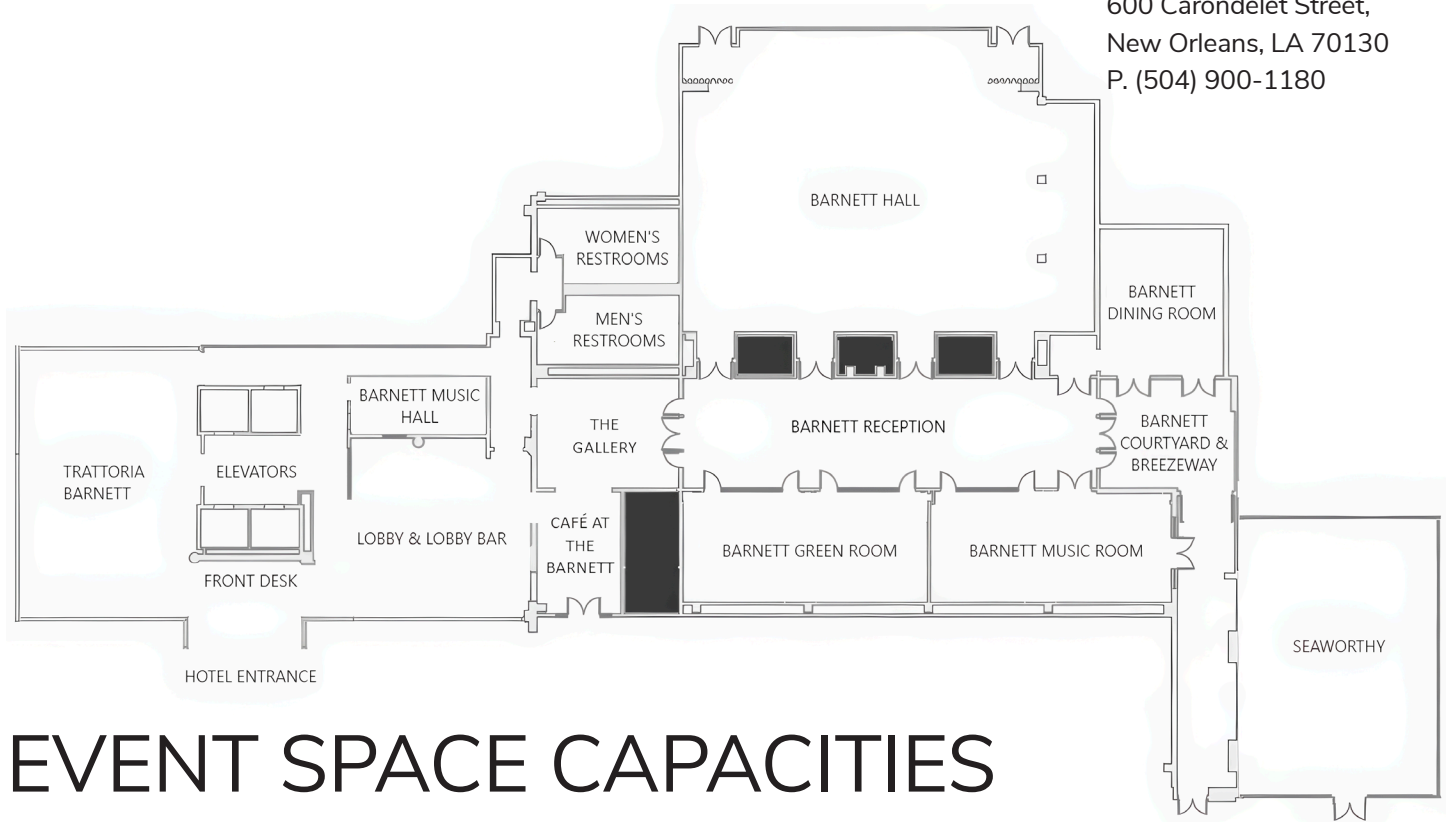 600 Carondelet Street,
New Orleans, LA 70130
P. (504) 900-1180
BARNETT HALL
WOMEN'S
RESTROOMS
MEN'S
RESTROOMS
BARNETT
DINING ROOM
BARNETT MUSIC
HALL
THE
GALLERY
BARNETT RECEPTION
BARNETT
COURTYARD &
BREEZEWAY
TRATTORIA
BARNETT
ELEVATORS
LOBBY & LOBBY BAR
CAFÉ AT
THE
BARNETT
BARNETT GREEN ROOM
BARNETT MUSIC ROOM
FRONT DESK
SEAWORTHY
HOTEL ENTRANCE
EVENT SPACE CAPACITIES